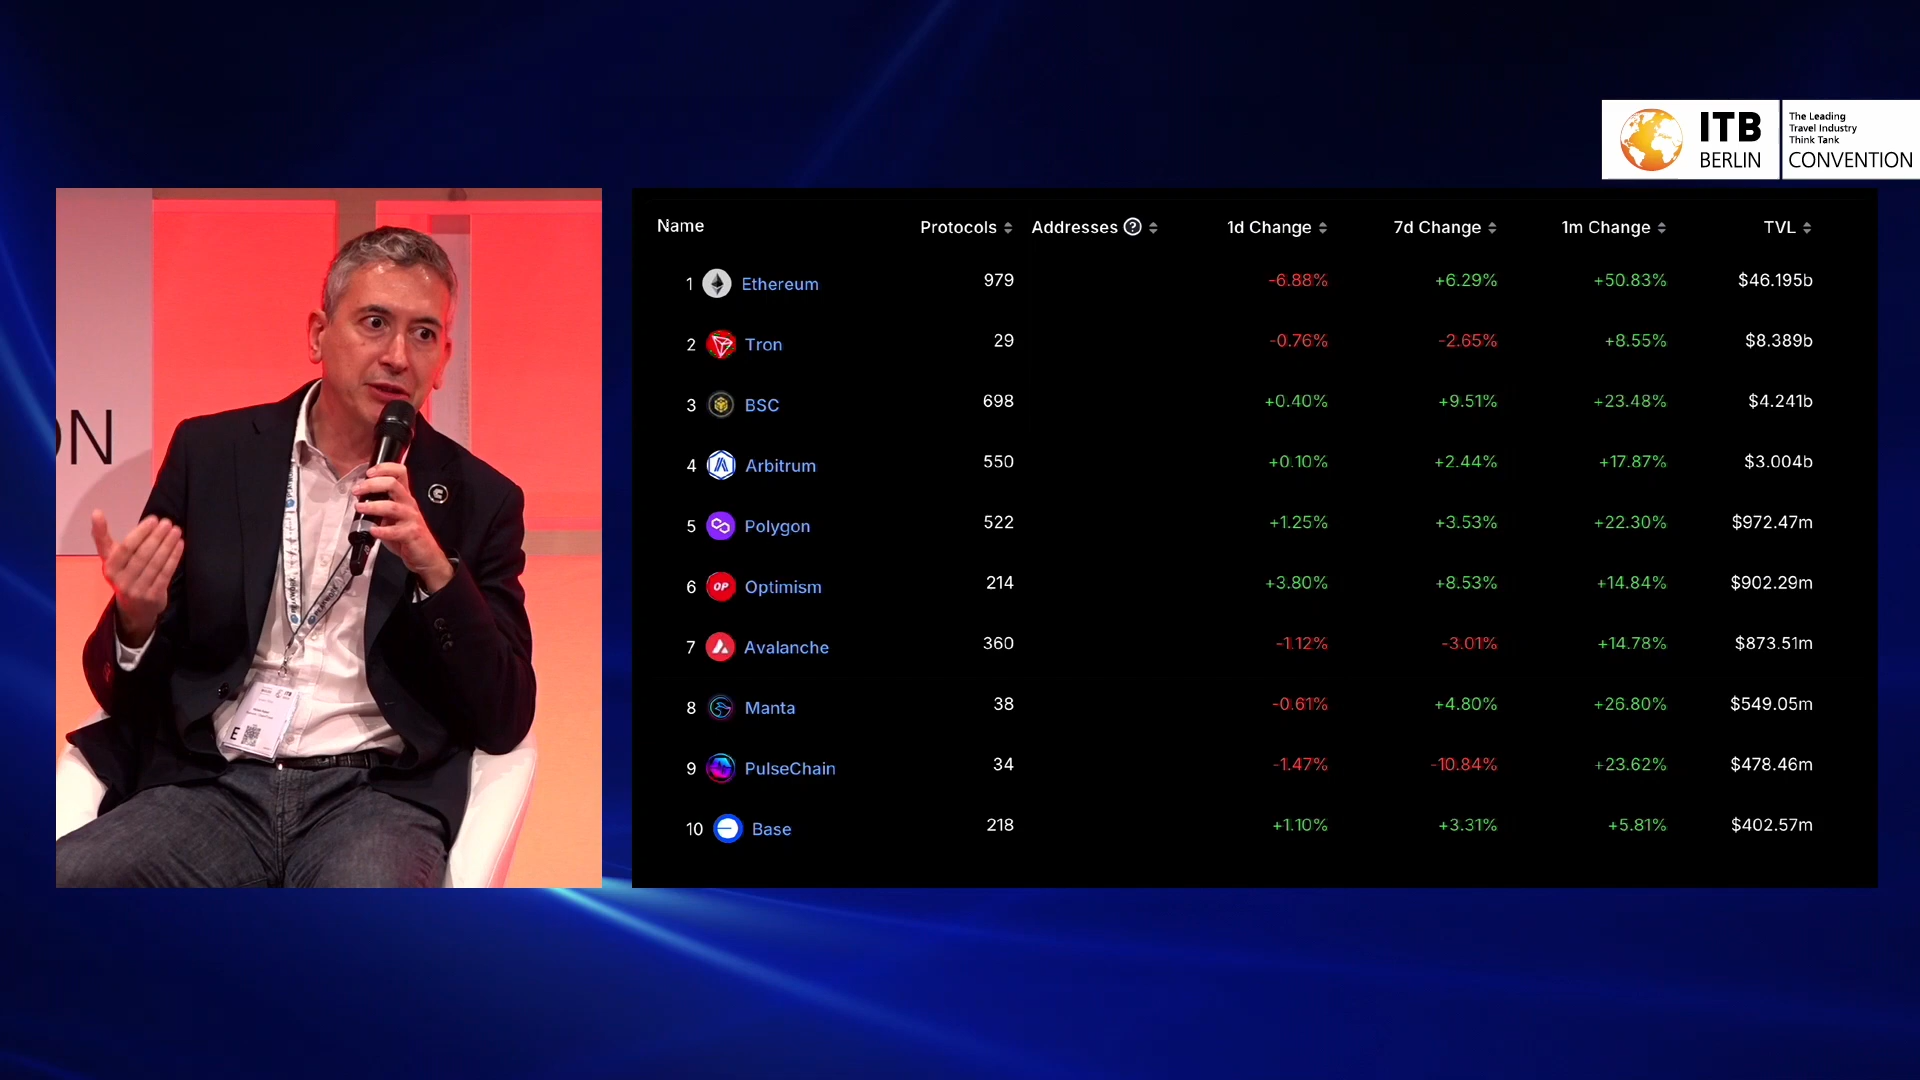 ITB
BERLIN
The Leading
Travel Industry
Think Tank
CONVENTION
ON
ITB
E
Name Protocols Addresses ? 1d Change 7d Change 1m Change TVL
1 Ethereum 979 -6.88% +6.29% +50.83% $46.195b
2 Tron 29 -0.76% -2.65% +8.55% $8.389b
3 BSC 698 +0.40% +9.51% +23.48% $4.241b
4 Arbitrum 550 +0.10% +2.44% +17.87% $3.004b
5 Polygon 522 +1.25% +3.53% +22.30% $972.47m
6 OP Optimism 214 +3.80% +8.53% +14.84% $902.29m
7 Avalanche 360 -1.12% -3.01% +14.78% $873.51m
8 Manta 38 -0.61% +4.80% +26.80% $549.05m
9 PulseChain 34 -1.47% -10.84% +23.62% $478.46m
10 Base 218 +1.10% +3.31% +5.81% $402.57m